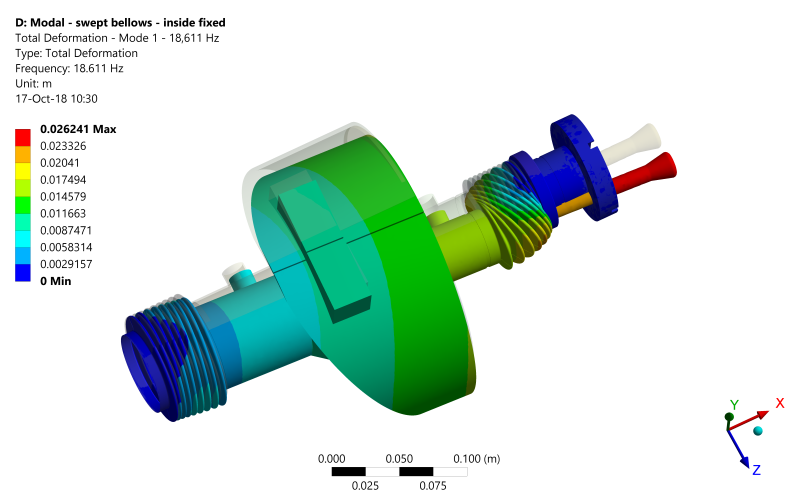 D: Modal - swept bellows - inside fixed
Total Deformation - Mode 1 - 18,611 Hz
Type: Total Deformation
Frequency: 18.611 Hz
Unit: m
17-Oct-18 10:30
0.026241 Max
0.023326
0.02041
0.017494
0.014579
0.011663
0.0087471
0.0058314
0.0029157
0 Min
0.000 0.050 0.100 (m)
0.025 0.075
Y
X
Z